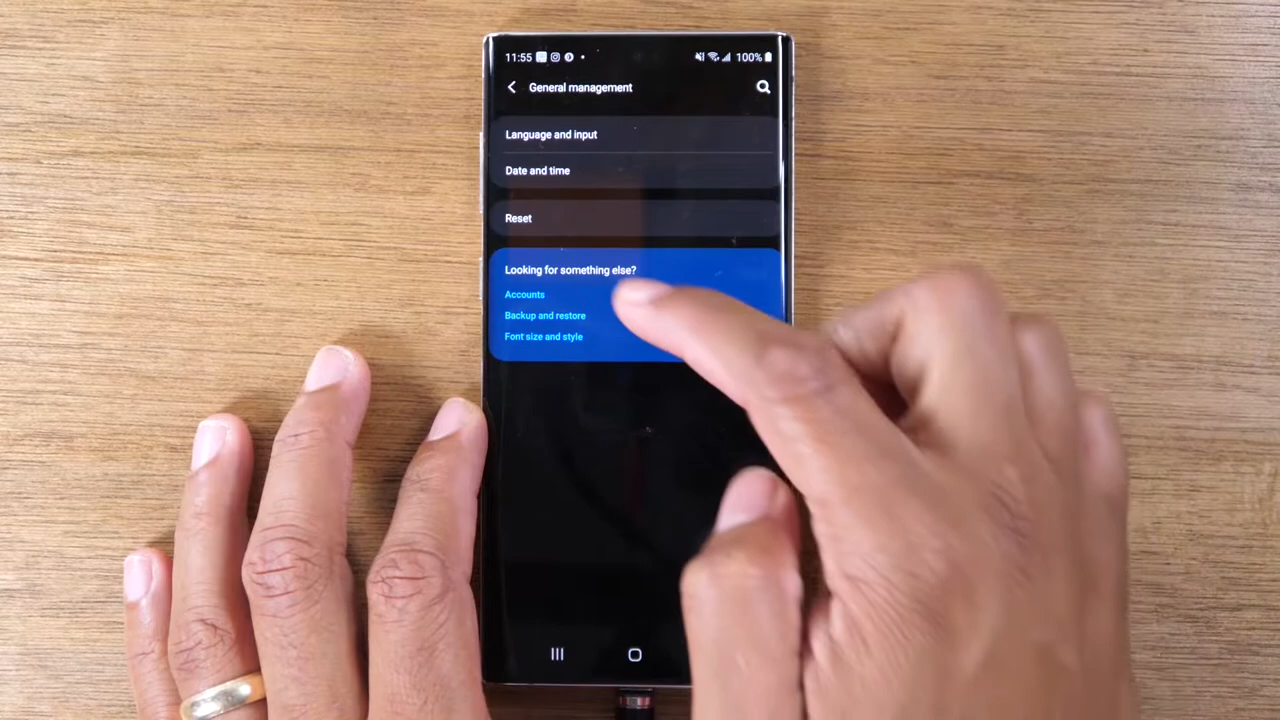 11:55 100%
General management
Language and input
Date and time
Reset
Looking for something else?
Accounts
Backup and restore
Font size and style